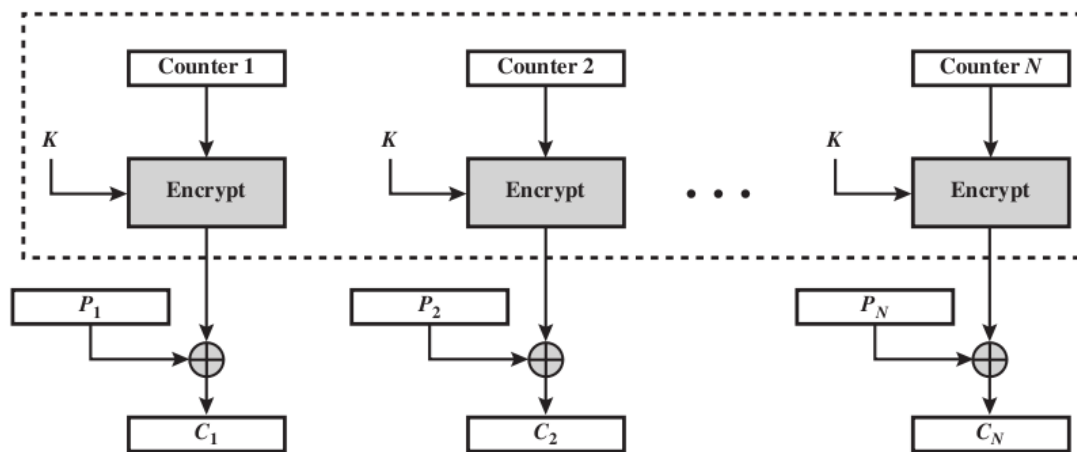 Counter 1 Counter 2 Counter N
K K K
Encrypt Encrypt • • • Encrypt
P1 P2 PN
C1 C2 CN